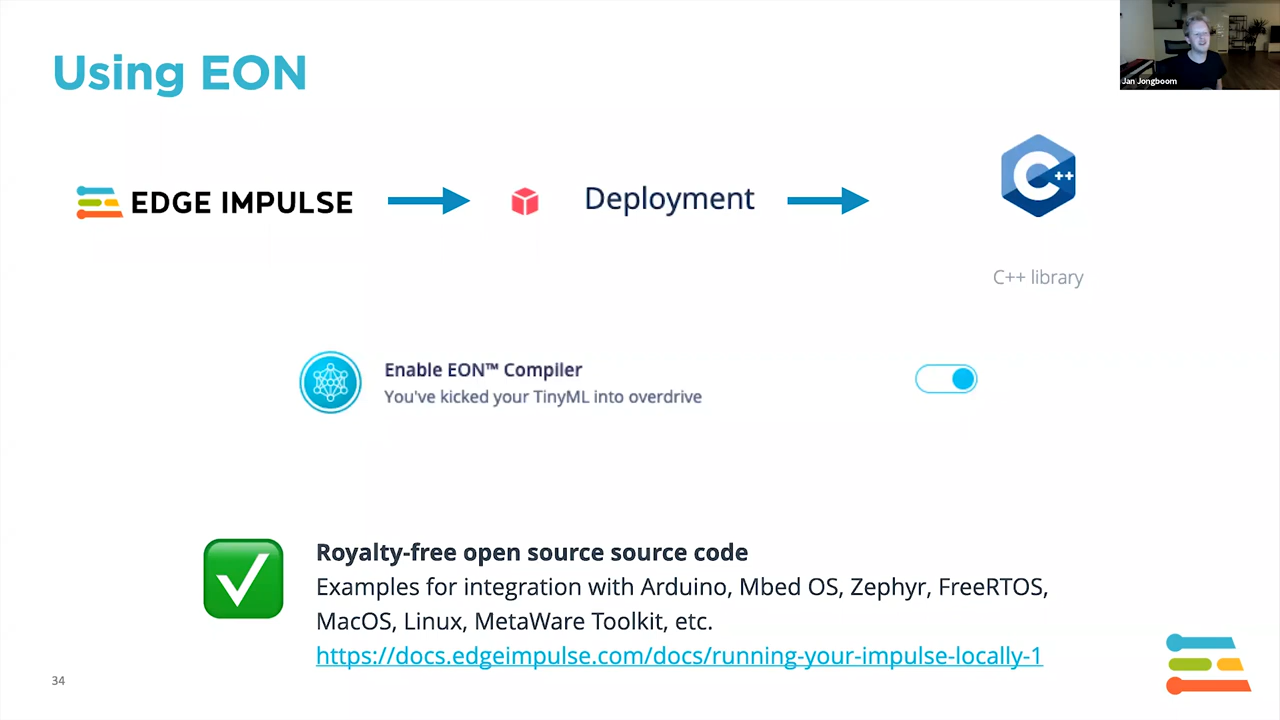 Using EON
Jan Jongboom
EDGE IMPULSE
Deployment
C++
C++ library
Enable EON™ Compiler
You've kicked your TinyML into overdrive
Royalty-free open source source code
Examples for integration with Arduino, Mbed OS, Zephyr, FreeRTOS,
MacOS, Linux, MetaWare Toolkit, etc.
https://docs.edgeimpulse.com/docs/running-your-impulse-locally-1
34